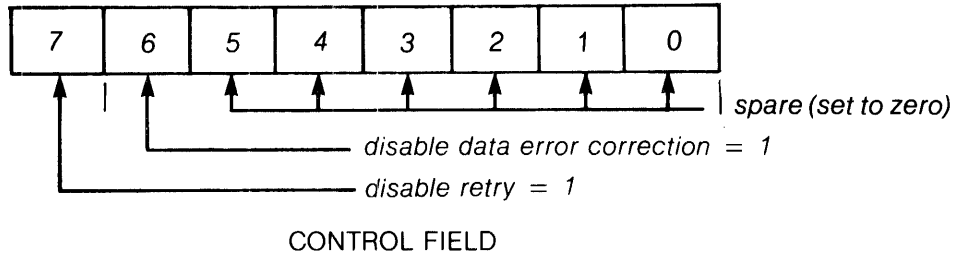 7 6 5 4 3 2 1 0
spare (set to zero)
disable data error correction = 1
disable retry = 1
CONTROL FIELD